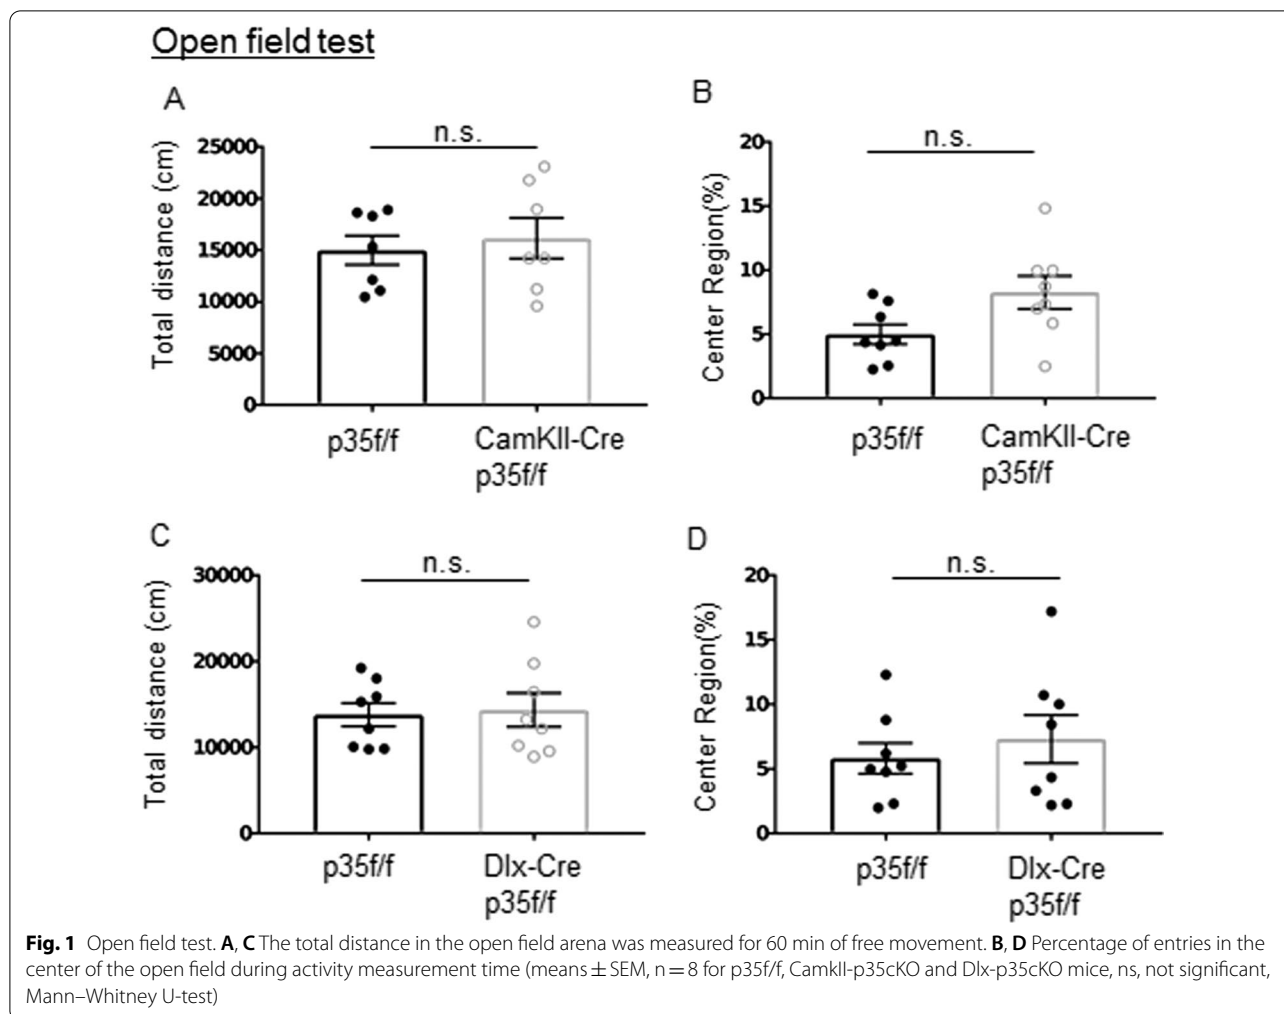 Open field test
A
n.s.
Total distance (cm)
25000
20000
15000
10000
5000
0
p35f/f
CamKII-Cre
p35f/f
B
n.s.
Center Region(%)
20
15
10
5
0
p35f/f
CamKII-Cre
p35f/f
C
n.s.
Total distance (cm)
30000
20000
10000
0
p35f/f
Dlx-Cre
p35f/f
D
n.s.
Center Region(%)
20
15
10
5
0
p35f/f
Dlx-Cre
p35f/f
Fig. 1 Open field test. A, C The total distance in the open field arena was measured for 60 min of free movement. B, D Percentage of entries in the
center of the open field during activity measurement time (means ± SEM, n = 8 for p35f/f, CamkII-p35cKO and Dlx-p35cKO mice, ns, not significant,
Mann–Whitney U-test)